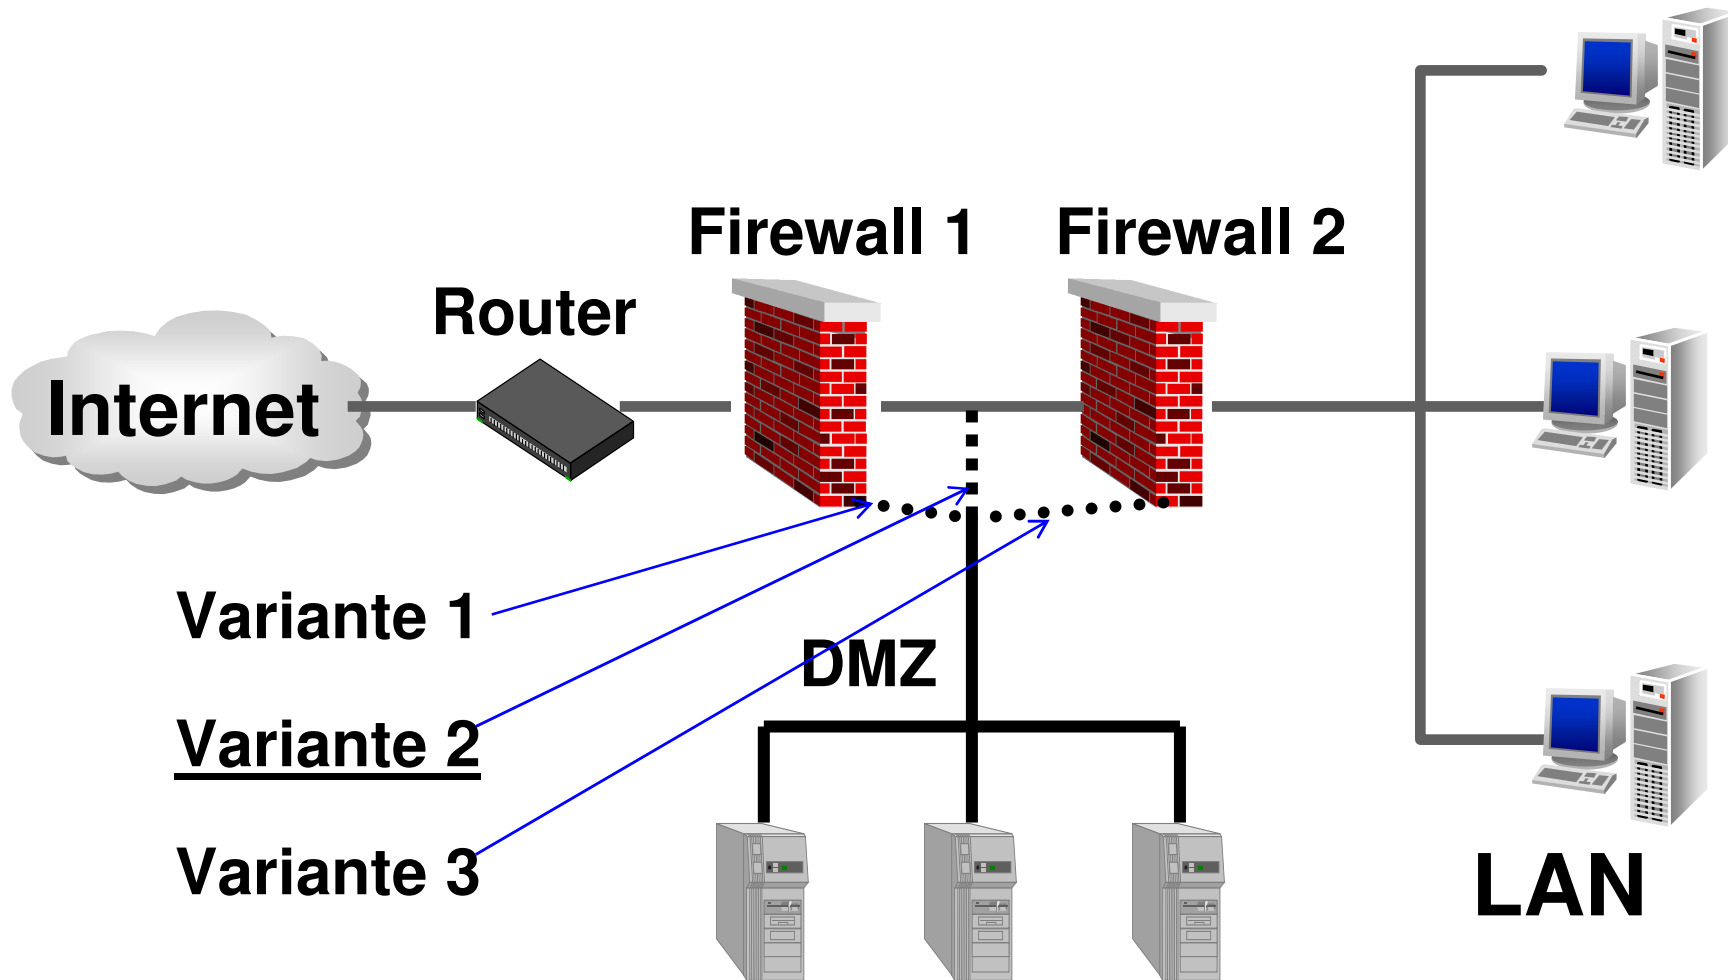 Firewall 1
Firewall 2
Router
Internet
Variante 1
DMZ
Variante 2
Variante 3
LAN